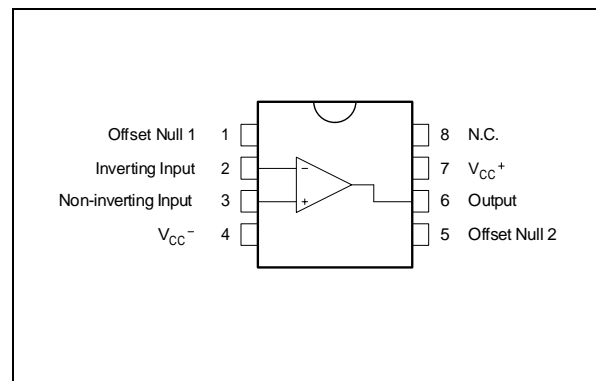 Offset Null 1 1 8 N.C.
Inverting Input 2 − 7 VCC+
Non-inverting Input 3 + 6 Output
VCC− 4 5 Offset Null 2